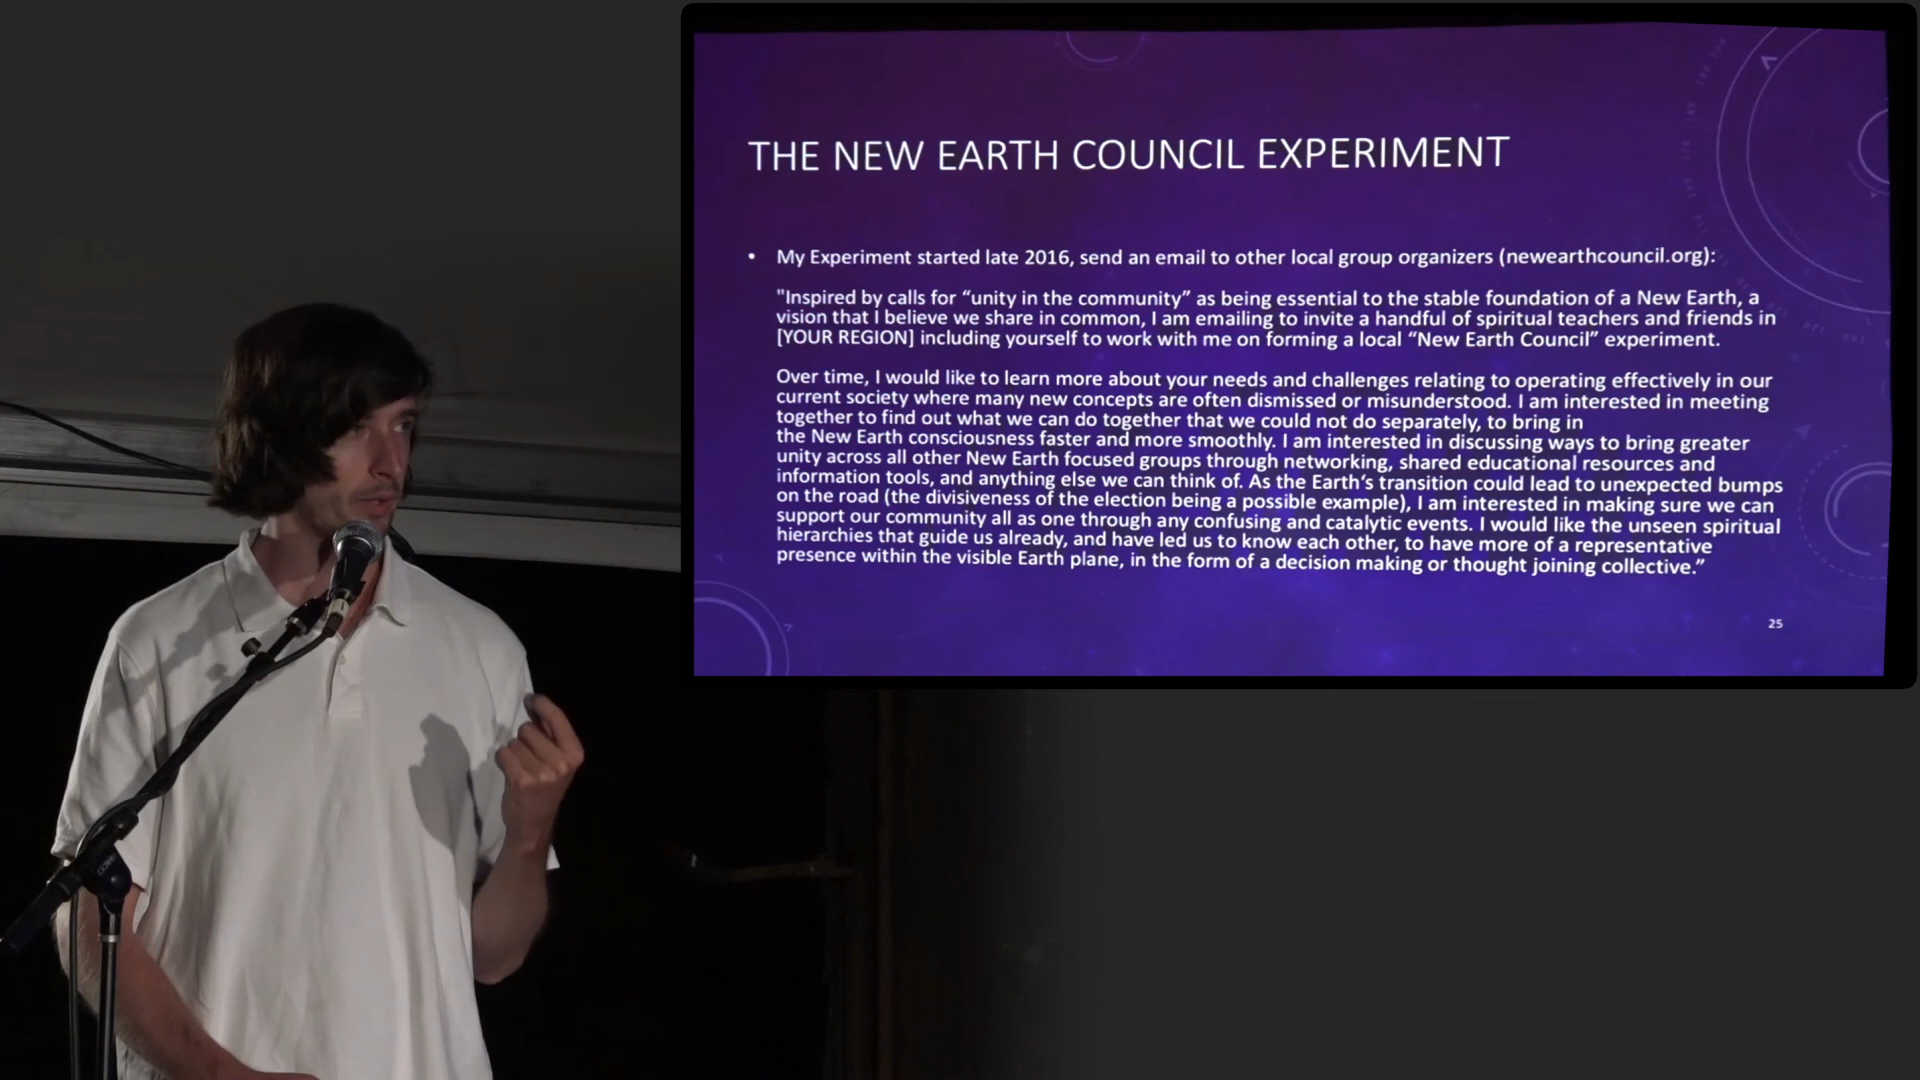 THE NEW EARTH COUNCIL EXPERIMENT
• My Experiment started late 2016, send an email to other local group organizers (newearthcouncil.org):
"Inspired by calls for “unity in the community” as being essential to the stable foundation of a New Earth, a
vision that I believe we share in common, I am emailing to invite a handful of spiritual teachers and friends in
[YOUR REGION] including yourself to work with me on forming a local “New Earth Council” experiment.
Over time, I would like to learn more about your needs and challenges relating to operating effectively in our
current society where many new concepts are often dismissed or misunderstood. I am interested in meeting
together to find out what we can do together that we could not do separately, to bring in
the New Earth consciousness faster and more smoothly. I am interested in discussing ways to bring greater
unity across all other New Earth focused groups through networking, shared educational resources and
information tools, and anything else we can think of. As the Earth’s transition could lead to unexpected bumps
on the road (the divisiveness of the election being a possible example), I am interested in making sure we can
support our community all as one through any confusing and catalytic events. I would like the unseen spiritual
hierarchies that guide us already, and have led us to know each other, to have more of a representative
presence within the visible Earth plane, in the form of a decision making or thought joining collective.”
25